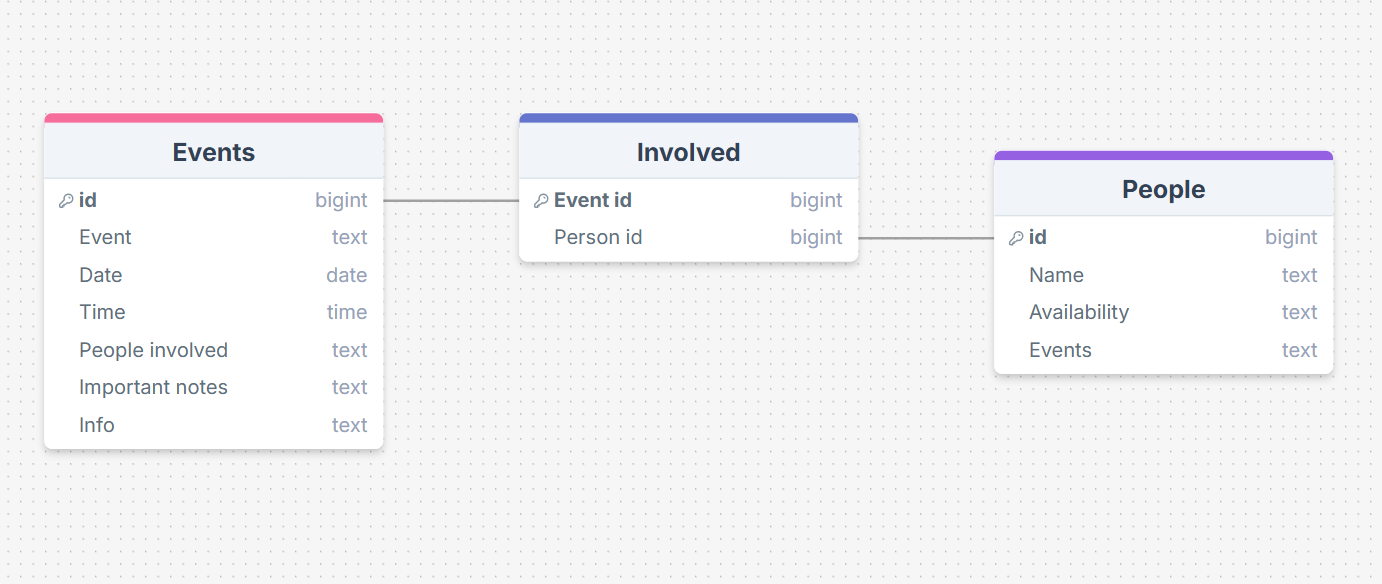 Events
id bigint
Event text
Date date
Time time
People involved text
Important notes text
Info text
Involved
Event id bigint
Person id bigint
People
id bigint
Name text
Availability text
Events text